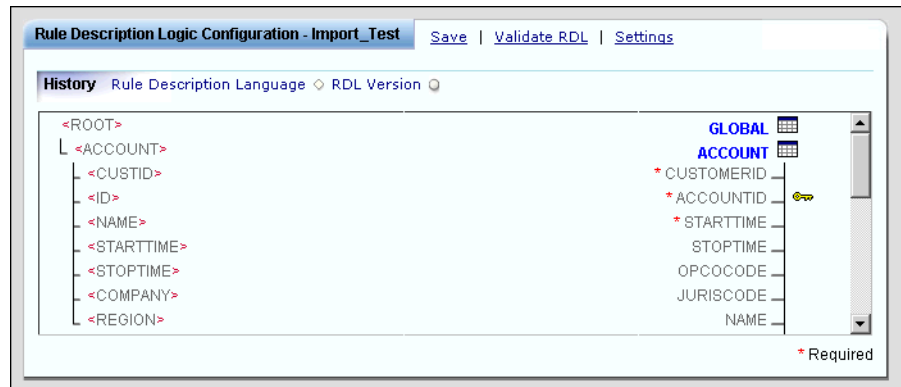 Rule Description Logic Configuration - Import_Test Save | Validate RDL | Settings
History Rule Description Language RDL Version
<ROOT> GLOBAL
<ACCOUNT> ACCOUNT
<CUSTID> * CUSTOMERID
<ID> * ACCOUNTID
<NAME> * STARTTIME
<STARTTIME> STOPTIME
<STOPTIME> OPCOCODE
<COMPANY> JURISCODE
<REGION> NAME
* Required